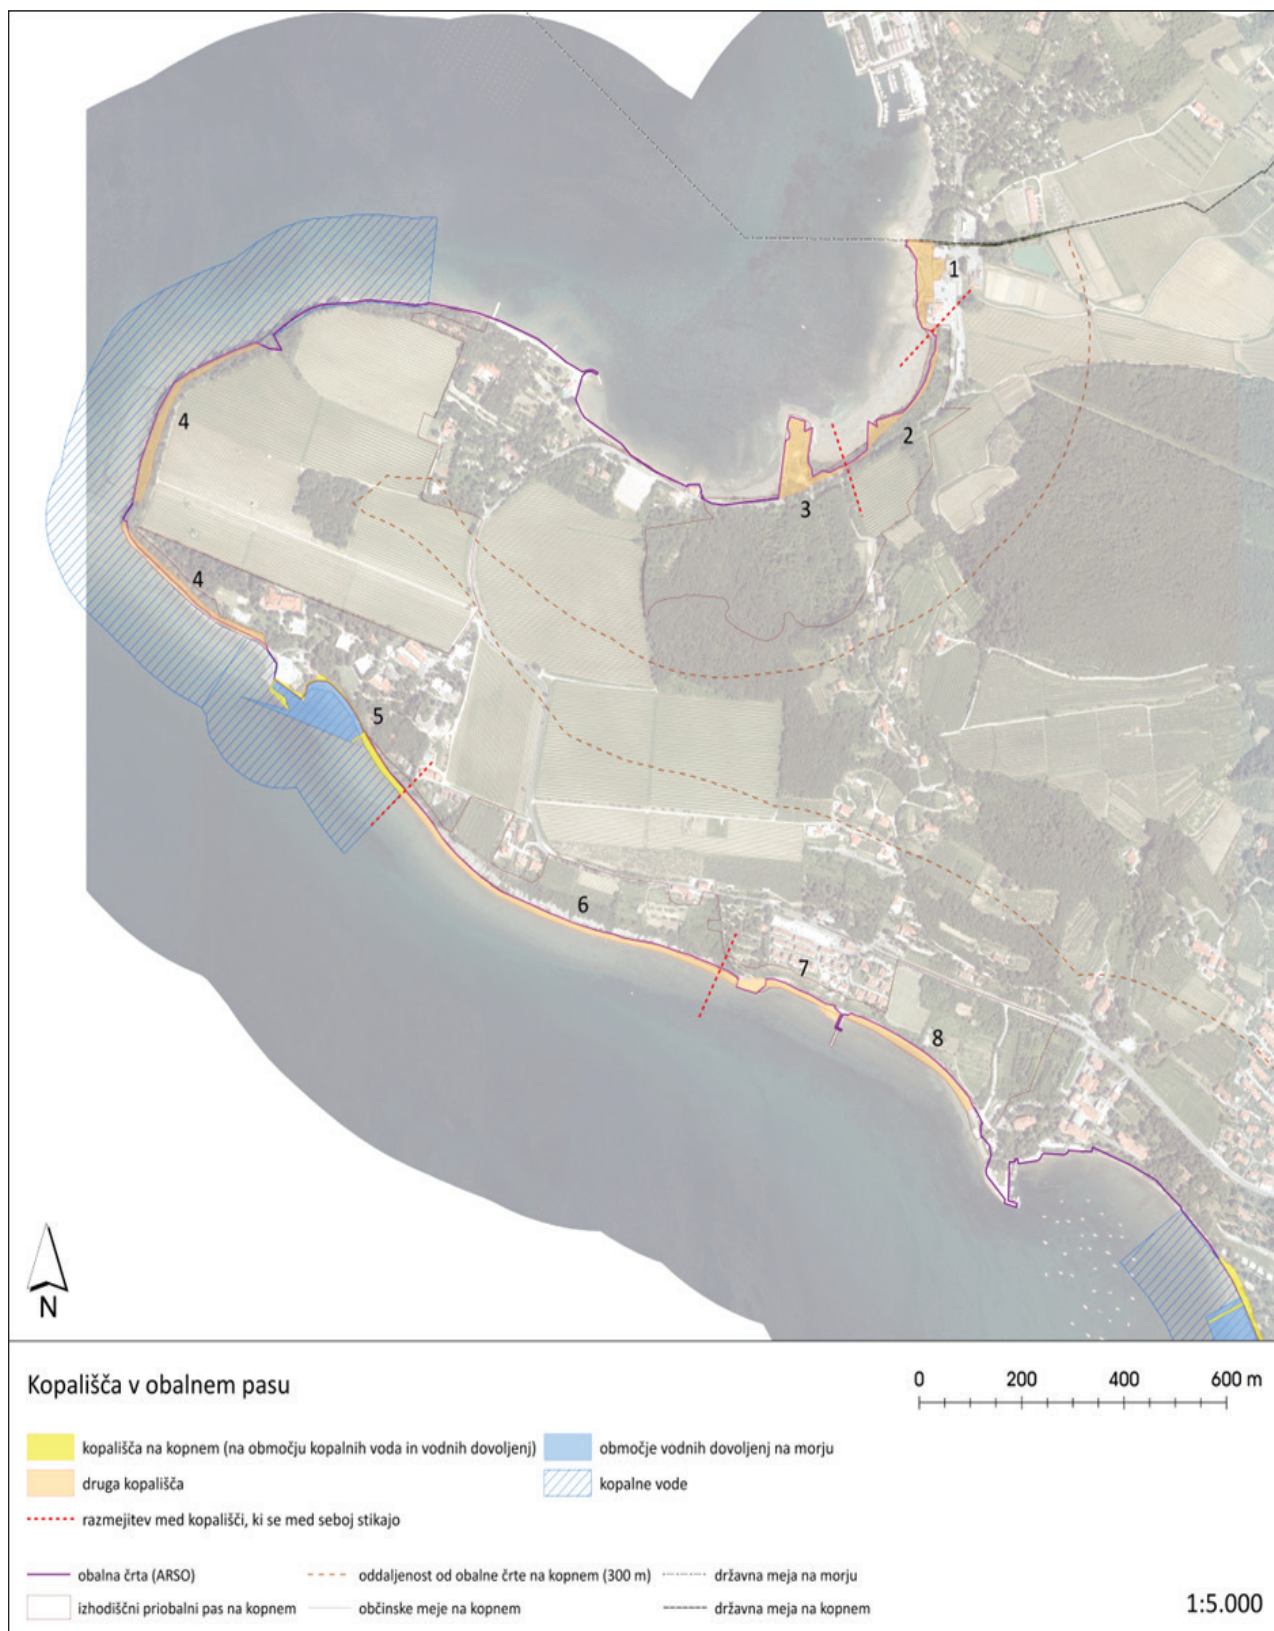 1
2
3
4
4
5
6
7
8
N
Kopališča v obalnem pasu
0 200 400 600 m
kopališča na kopnem (na območju kopalnih voda in vodnih dovoljenj)
območje vodnih dovoljenj na morju
druga kopališča
kopalne vode
razmejitev med kopališči, ki se med seboj stikajo
obalna črta (ARSO)
oddaljenost od obalne črte na kopnem (300 m)
državna meja na morju
izhodiščni priobalni pas na kopnem
občinske meje na kopnem
državna meja na kopnem
1:5.000